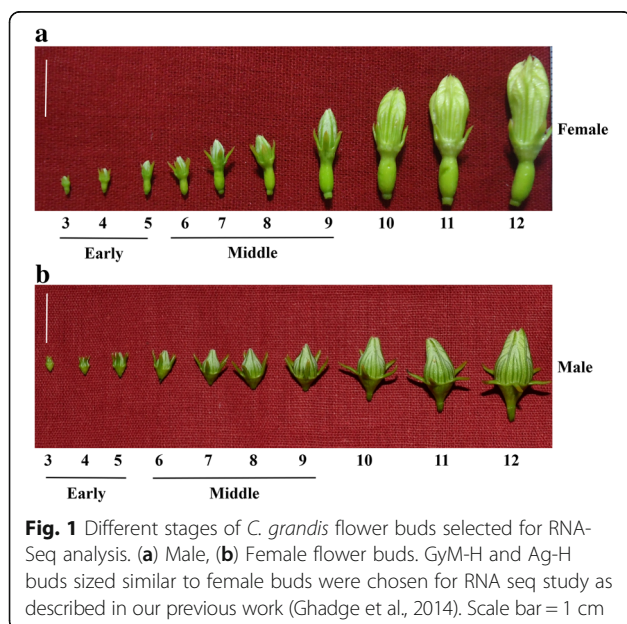 a
Female
3 4 5 6 7 8 9 10 11 12
Early Middle
b
Male
3 4 5 6 7 8 9 10 11 12
Early Middle
Fig. 1 Different stages of C. grandis flower buds selected for RNA-
Seq analysis. (a) Male, (b) Female flower buds. GyM-H and Ag-H
buds sized similar to female buds were chosen for RNA seq study as
described in our previous work (Ghadge et al., 2014). Scale bar = 1 cm